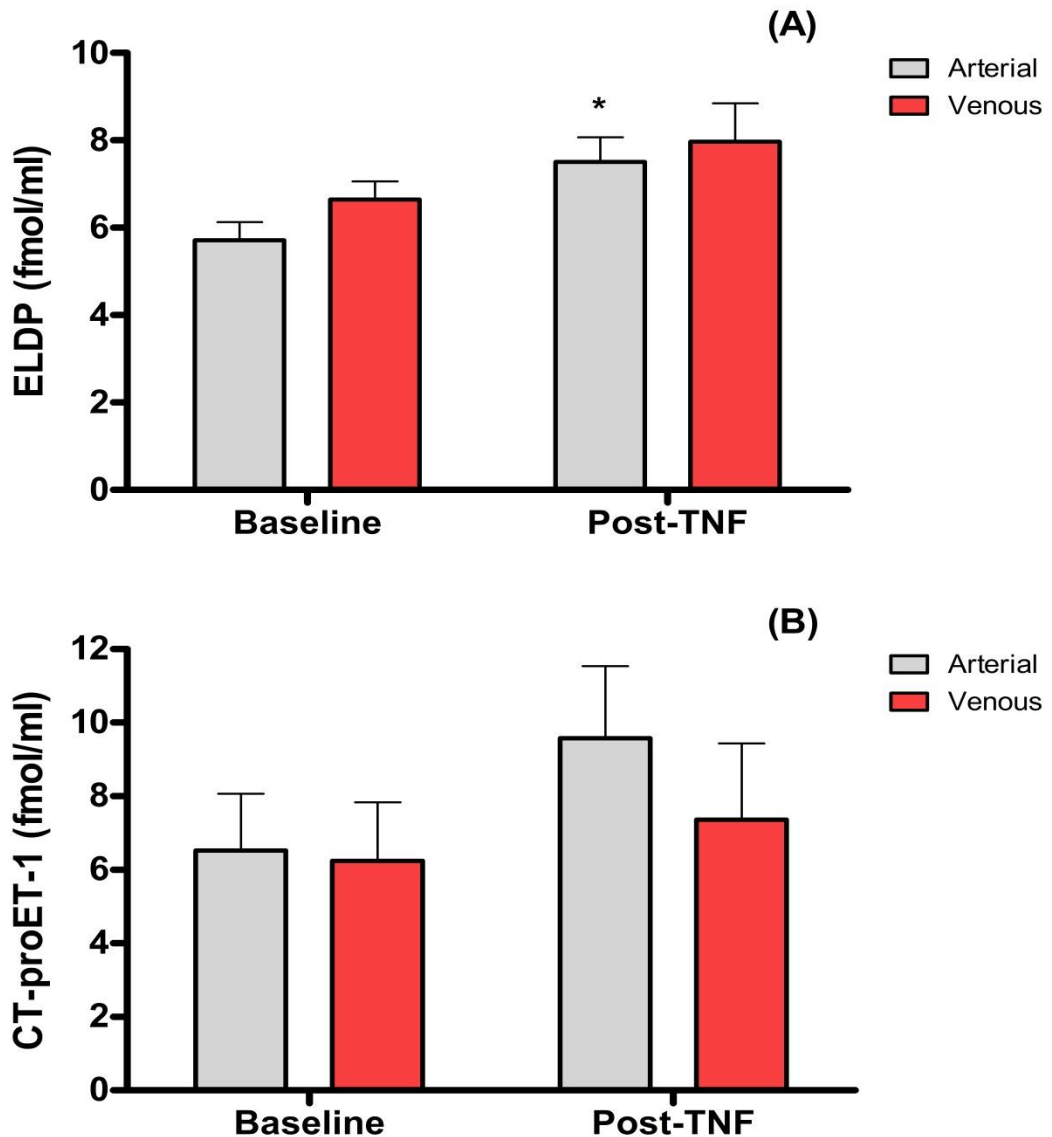 (A)
Arterial
Venous
ELDP (fmol/ml)
10
8
6
4
2
0
*
Baseline Post-TNF
(B)
Arterial
Venous
CT-proET-1 (fmol/ml)
12
10
8
6
4
2
0
Baseline Post-TNF